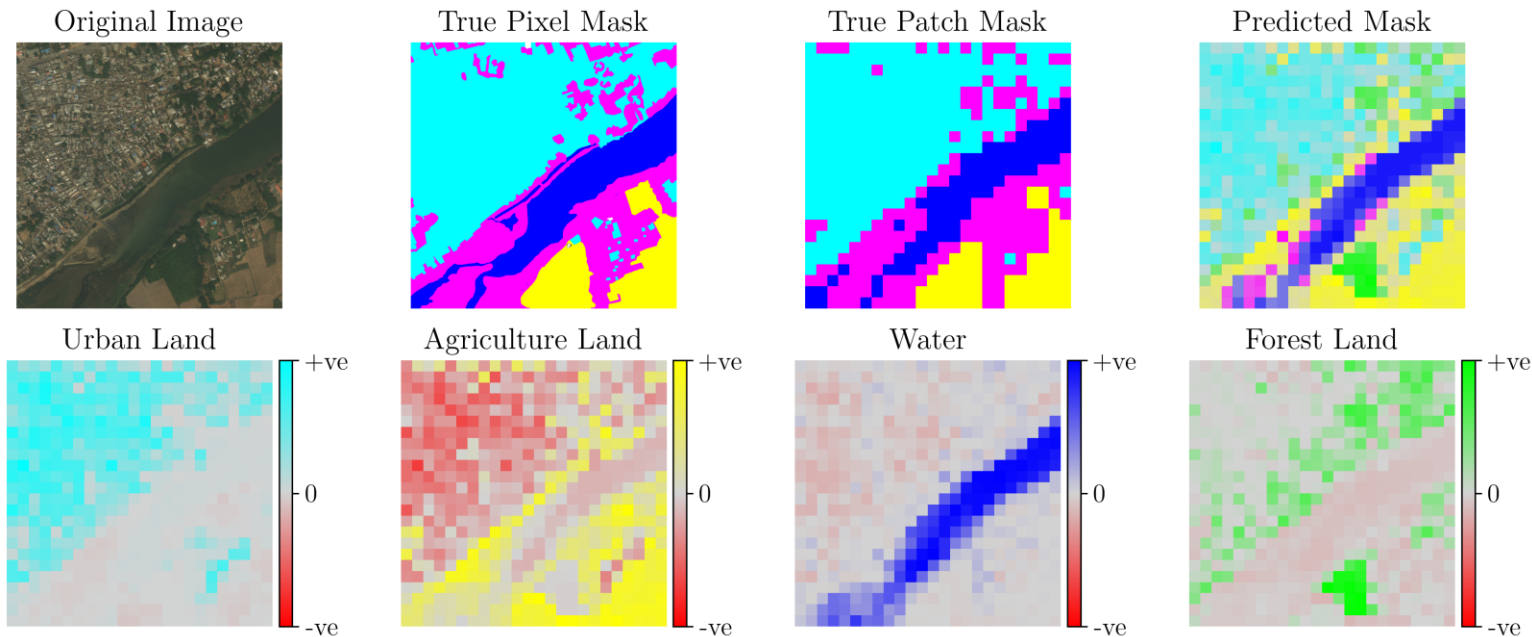 Original Image
True Pixel Mask
True Patch Mask
Predicted Mask
Urban Land
+ve
0
-ve
Agriculture Land
+ve
0
-ve
Water
+ve
0
-ve
Forest Land
+ve
0
-ve